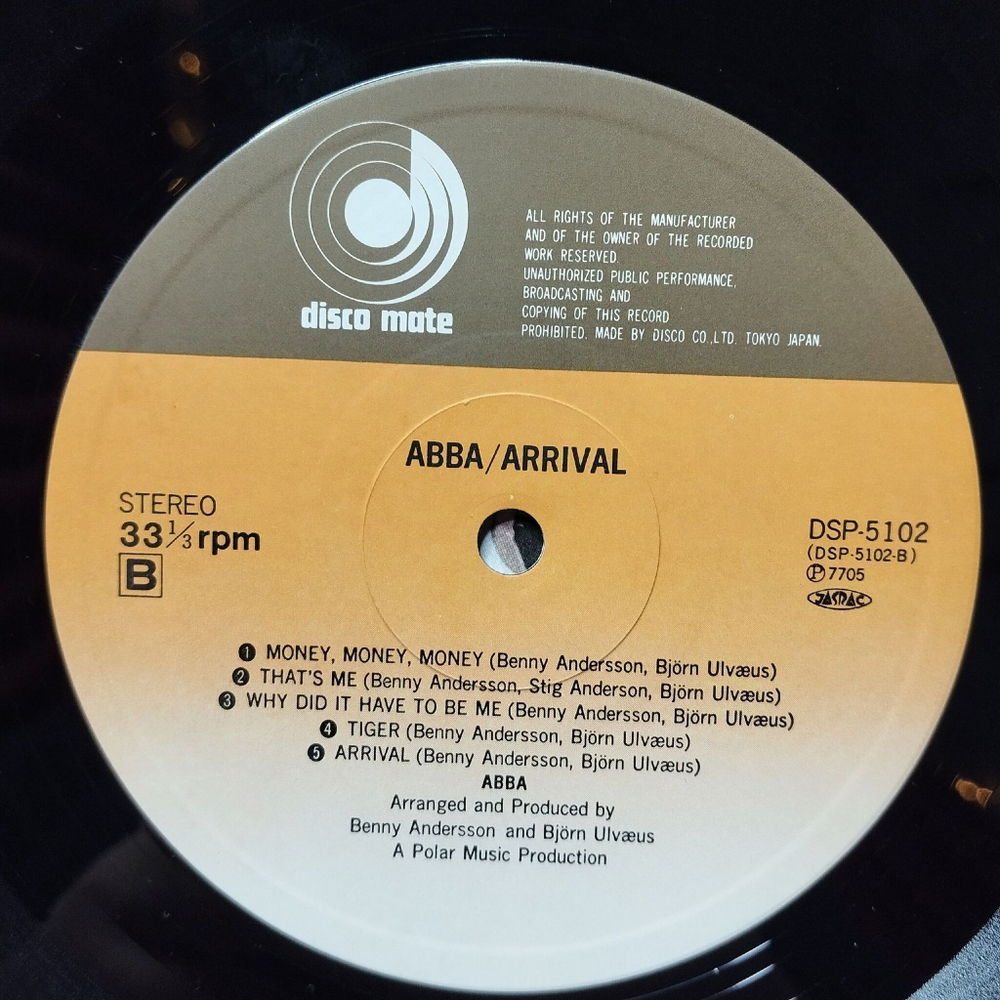 disco mate
ALL RIGHTS OF THE MANUFACTURER
AND OF THE OWNER OF THE RECORDED
WORK RESERVED.
UNAUTHORIZED PUBLIC PERFORMANCE,
BROADCASTING AND
COPYING OF THIS RECORD
PROHIBITED. MADE BY DISCO CO.,LTD. TOKYO JAPAN.
ABBA/ARRIVAL
STEREO
33 1/3 rpm
B
DSP-5102
(DSP-5102-B)
Ⓟ7705
JASRAC
❶ MONEY, MONEY, MONEY (Benny Andersson, Björn Ulvæus)
❷ THAT'S ME (Benny Andersson, Stig Anderson, Björn Ulvæus)
❸ WHY DID IT HAVE TO BE ME (Benny Andersson, Björn Ulvæus)
❹ TIGER (Benny Andersson, Björn Ulvæus)
❺ ARRIVAL (Benny Andersson, Björn Ulvæus)
ABBA
Arranged and Produced by
Benny Andersson and Björn Ulvæus
A Polar Music Production